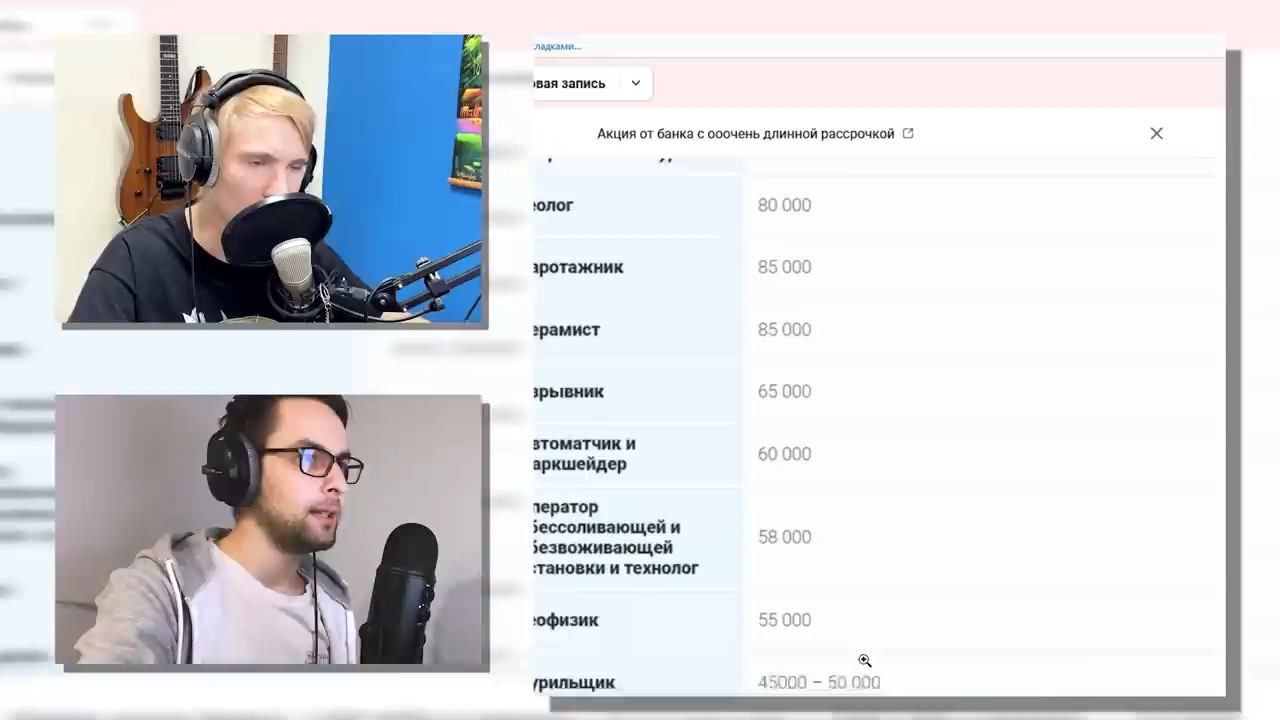 кладками...
овая запись
Акция от банка с ооочень длинной рассрочкой
еолог 80 000
аротажник 85 000
ерамист 85 000
зрывник 65 000
втоматчик и
аркшейдер 60 000
ператор
бессоливающей и
безвоживающей 58 000
становки и технолог
еофизик 55 000
урильщик 45000 – 50 000